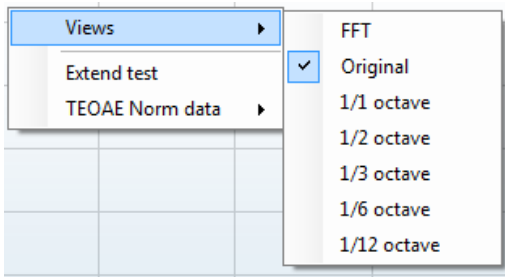 Views
Extend test
TEOAE Norm data
FFT
Original
1/1 octave
1/2 octave
1/3 octave
1/6 octave
1/12 octave